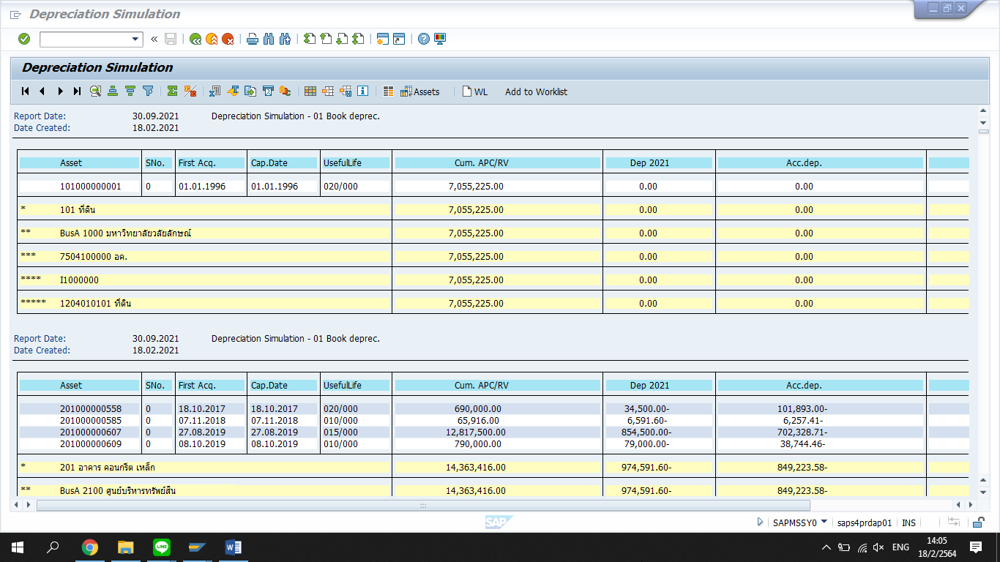 Depreciation Simulation
Depreciation Simulation
Assets WL Add to Worklist
Report Date: 30.09.2021 Depreciation Simulation - 01 Book deprec.
Date Created: 18.02.2021
Asset SNo. First Acq. Cap.Date UsefulLife Cum. APC/RV Dep 2021 Acc.dep.
101000000001 0 01.01.1996 01.01.1996 020/000 7,055,225.00 0.00 0.00
* 101 ที่ดิน 7,055,225.00 0.00 0.00
** BusA 1000 มหาวิทยาลัยวลัยลักษณ์ 7,055,225.00 0.00 0.00
*** 7504100000 อค. 7,055,225.00 0.00 0.00
**** I1000000 7,055,225.00 0.00 0.00
***** 1204010101 ที่ดิน 7,055,225.00 0.00 0.00
Report Date: 30.09.2021 Depreciation Simulation - 01 Book deprec.
Date Created: 18.02.2021
Asset SNo. First Acq. Cap.Date UsefulLife Cum. APC/RV Dep 2021 Acc.dep.
201000000558 0 18.10.2017 18.10.2017 020/000 690,000.00 34,500.00- 101,893.00-
201000000585 0 07.11.2018 07.11.2018 010/000 65,916.00 6,591.60- 6,257.41-
201000000607 0 27.08.2019 27.08.2019 015/000 12,817,500.00 854,500.00- 702,328.71-
201000000609 0 08.10.2019 08.10.2019 010/000 790,000.00 79,000.00- 38,744.46-
* 201 อาคาร คอนกรีต เหล็ก 14,363,416.00 974,591.60- 849,223.58-
** BusA 2100 ศูนย์บริหารทรัพย์สิน 14,363,416.00 974,591.60- 849,223.58-
SAP SAPMSSY0 saps4prdap01 INS
LINE W ENG 14:05
18/2/2564